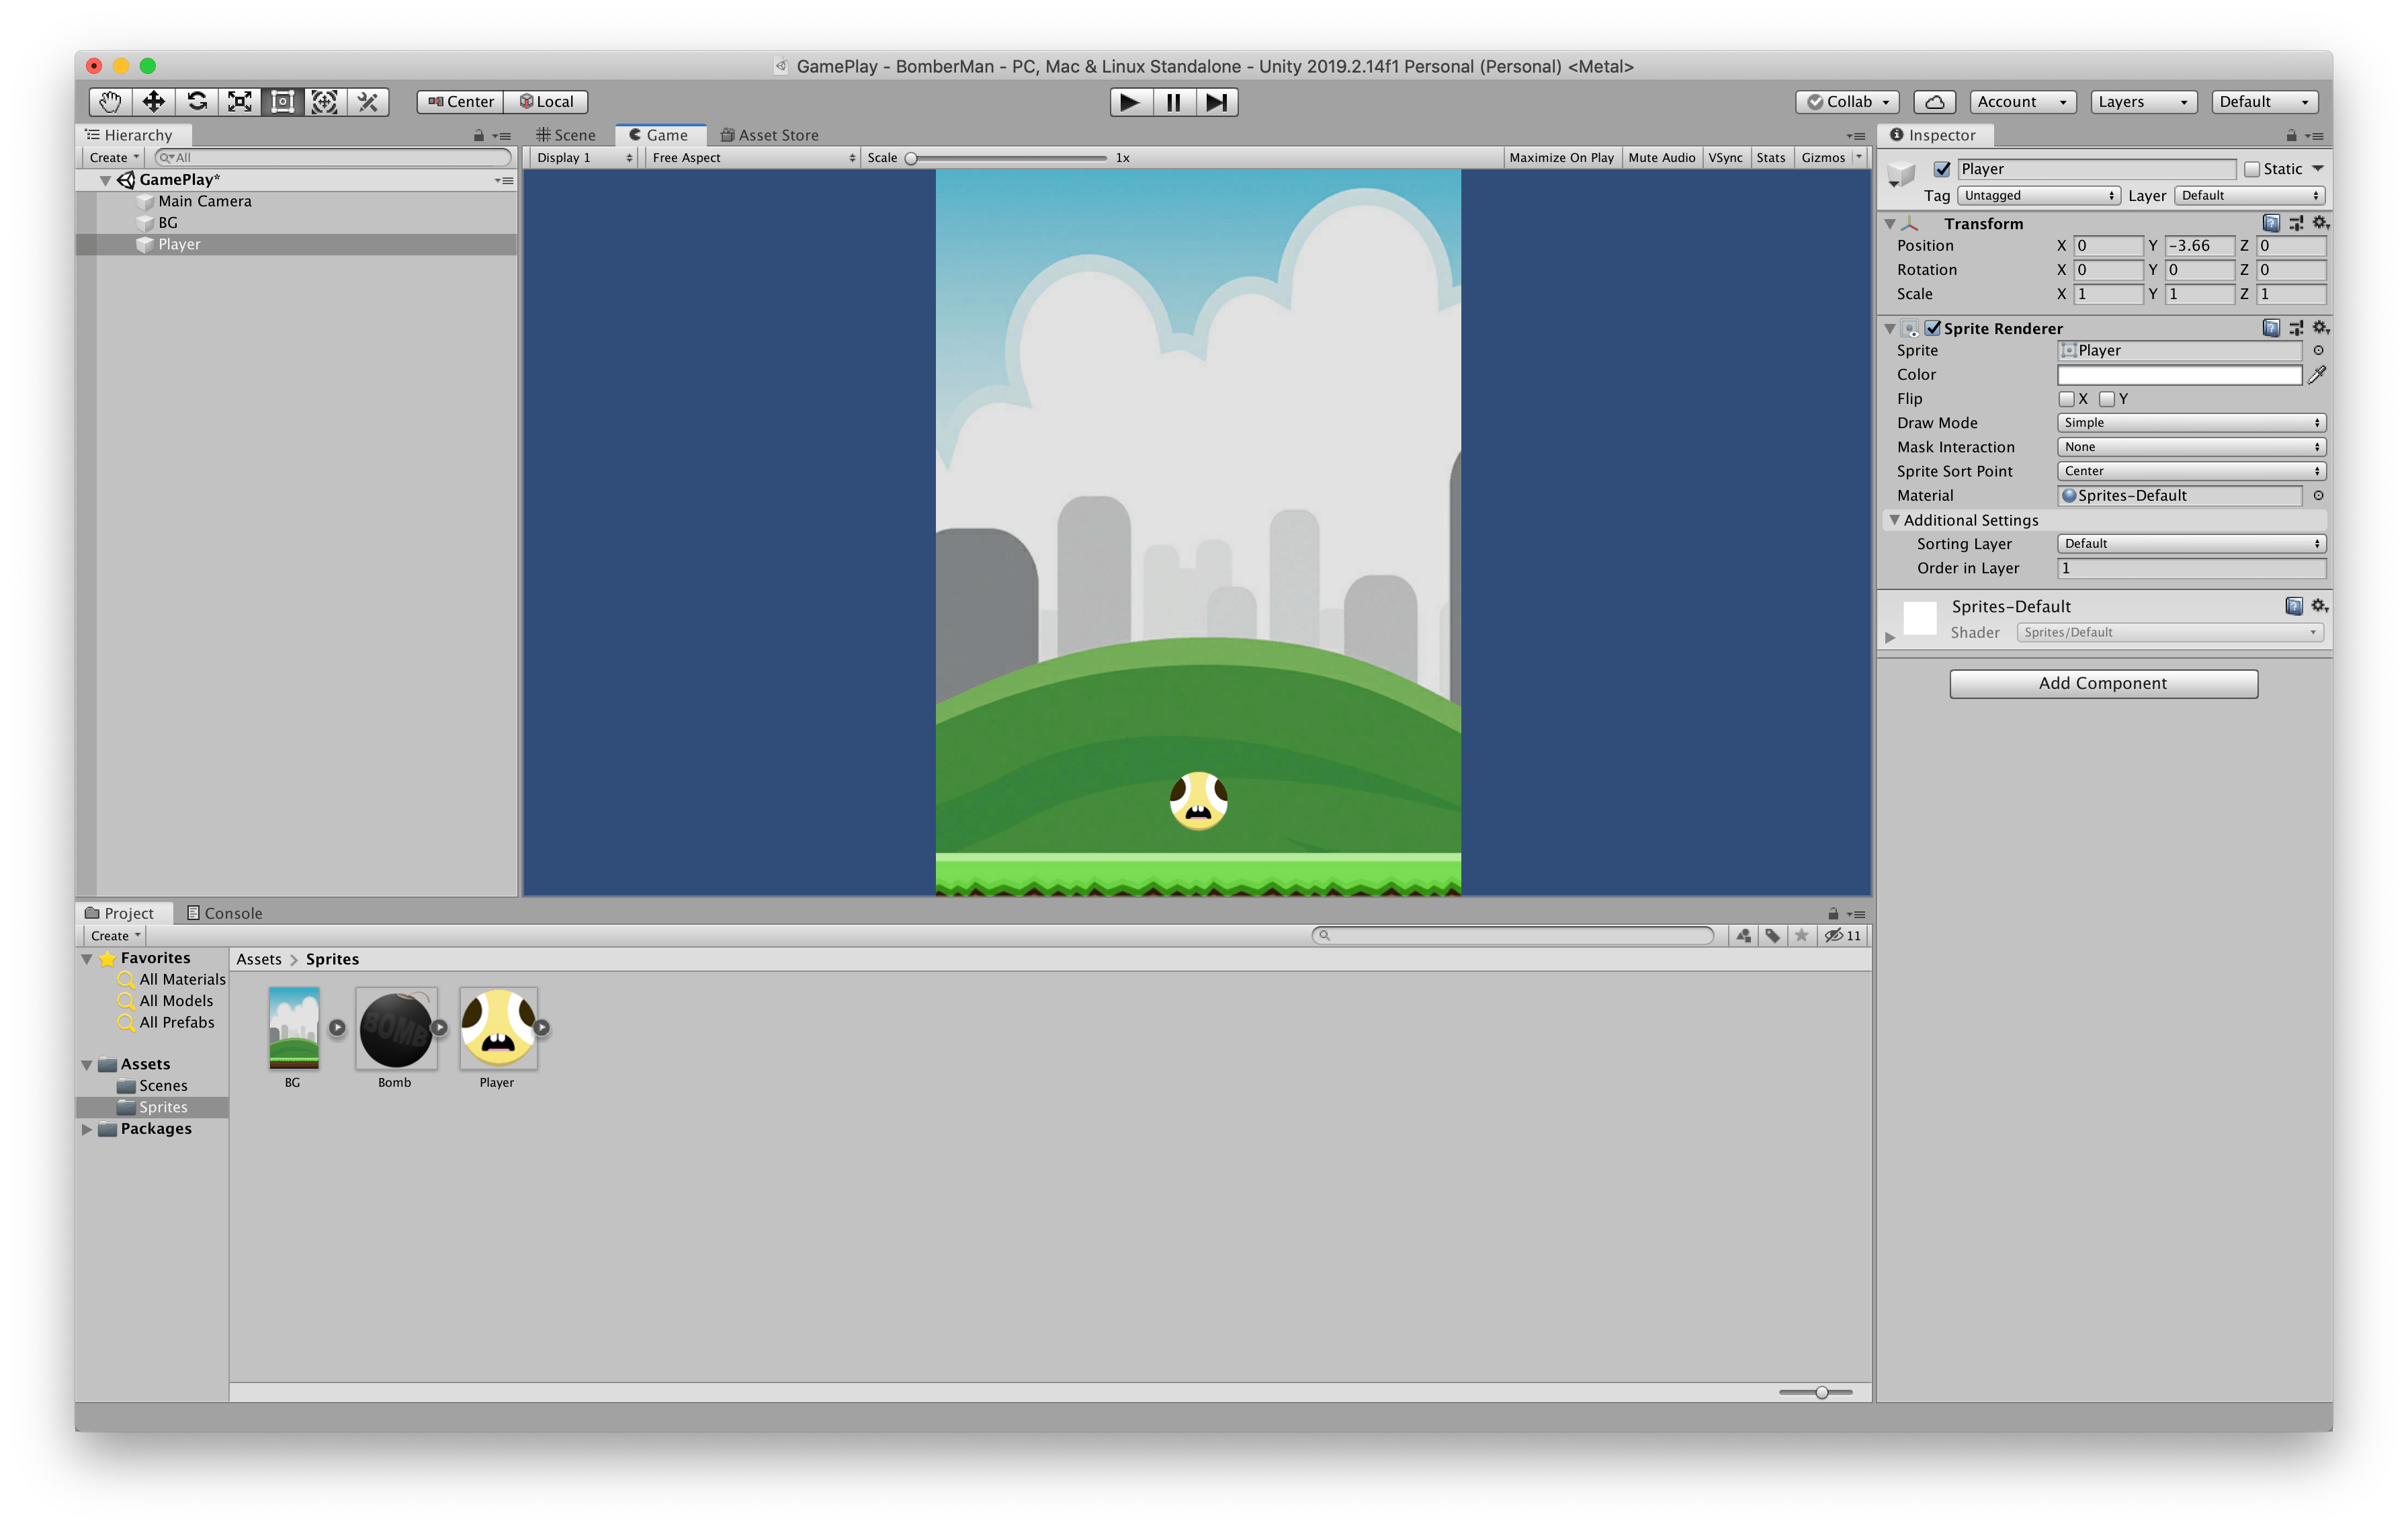 GamePlay - BomberMan - PC, Mac & Linux Standalone - Unity 2019.2.14f1 Personal (Personal) <Metal>
Center Local Collab Account Layers Default
Hierarchy
Create All
GamePlay*
Main Camera
BG
Player
Scene Game Asset Store
Display 1 Free Aspect Scale 1x Maximize On Play Mute Audio VSync Stats Gizmos
Inspector
Player Static
Tag Untagged Layer Default
Transform
Position X 0 Y -3.66 Z 0
Rotation X 0 Y 0 Z 0
Scale X 1 Y 1 Z 1
Sprite Renderer
Sprite Player
Color
Flip X Y
Draw Mode Simple
Mask Interaction None
Sprite Sort Point Center
Material Sprites-Default
Additional Settings
Sorting Layer Default
Order in Layer 1
Sprites-Default
Shader Sprites/Default
Add Component
Project Console
Create 11
Favorites
All Materials
All Models
All Prefabs
Assets
Scenes
Sprites
Packages
Assets > Sprites
BOMB
BG Bomb Player